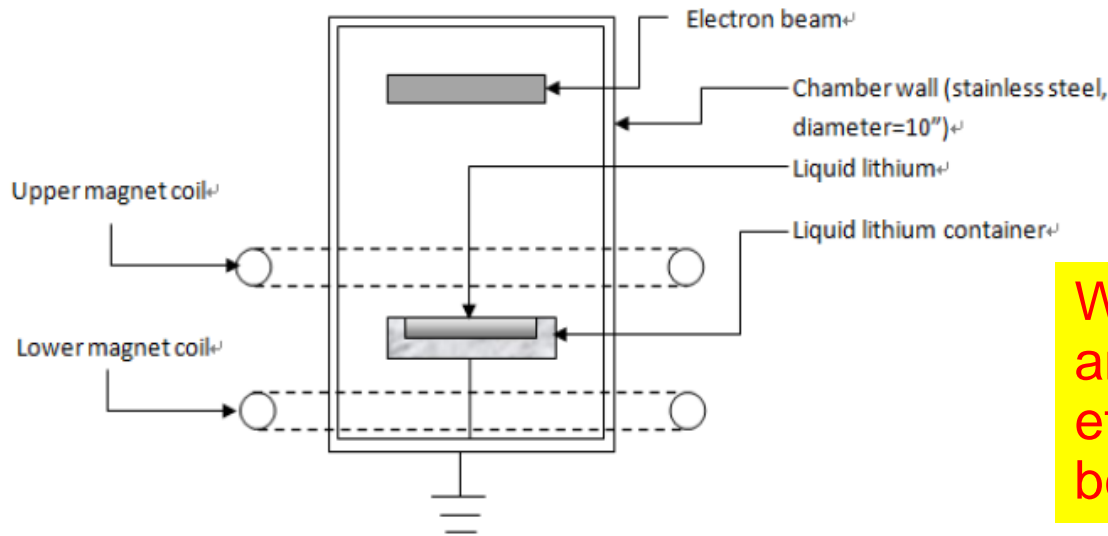 Electron beam↵
Chamber wall (stainless steel,
diameter=10″)↵
Liquid lithium↵
Upper magnet coil↵
Liquid lithium container↵
Lower magnet coil↵